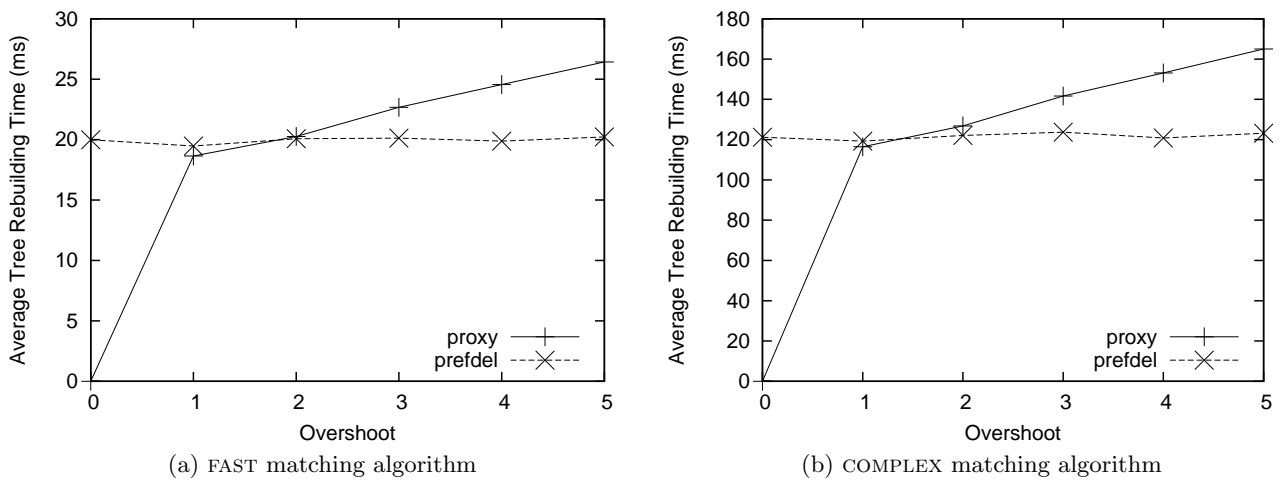 30
25
20
15
10
5
0
Average Tree Rebuilding Time (ms)
0 1 2 3 4 5
Overshoot
proxy
prefdel
(a) FAST matching algorithm
180
160
140
120
100
80
60
40
20
0
Average Tree Rebuilding Time (ms)
0 1 2 3 4 5
Overshoot
proxy
prefdel
(b) COMPLEX matching algorithm